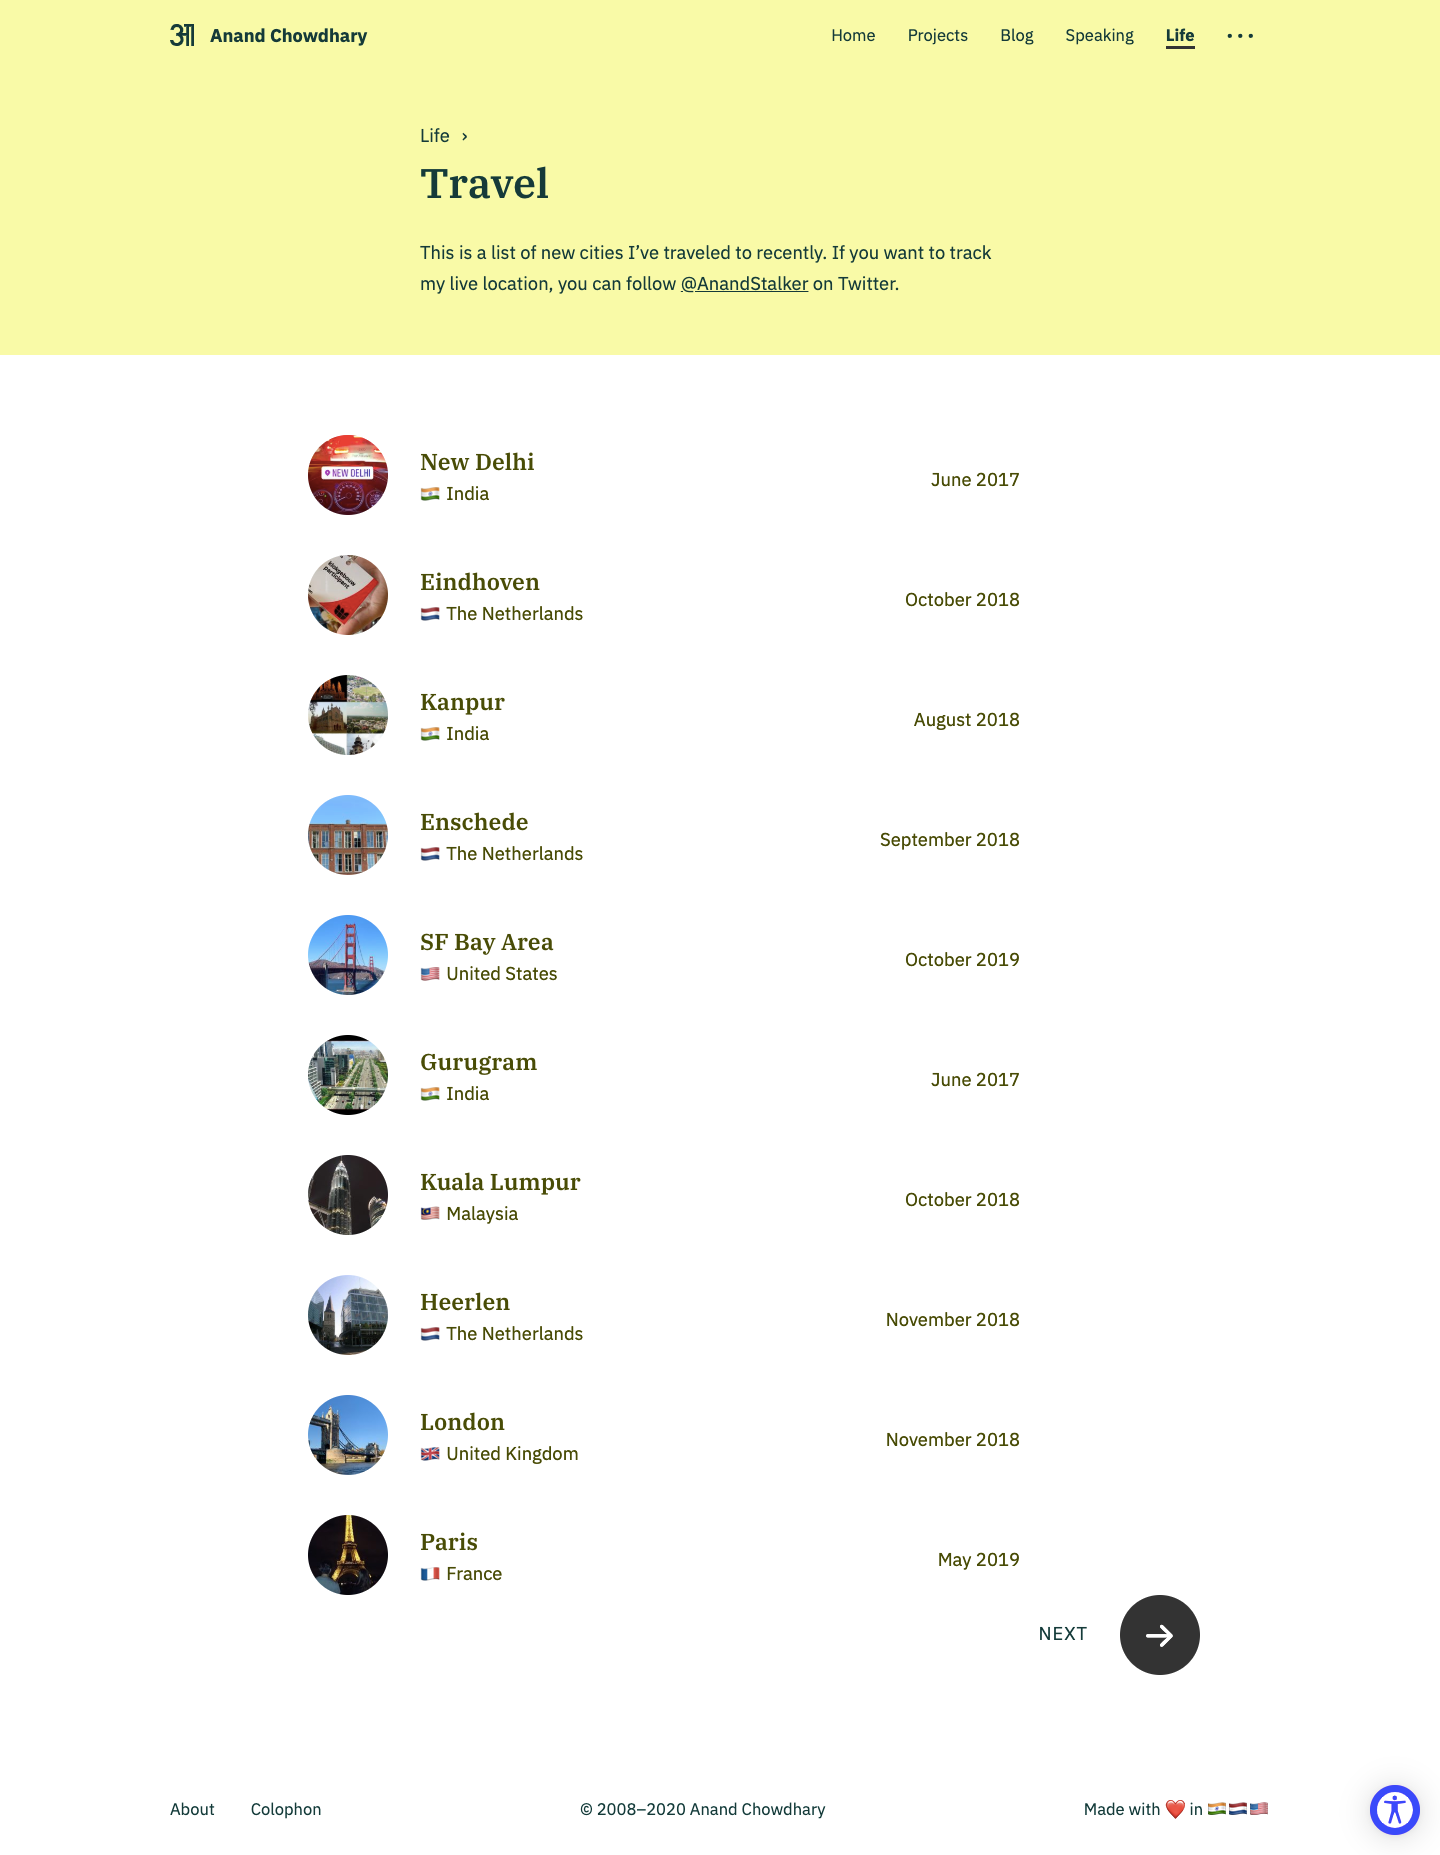 अ Anand Chowdhary
Home Projects Blog Speaking Life •••
Life ›
Travel
This is a list of new cities I’ve traveled to recently. If you want to track
my live location, you can follow @AnandStalker on Twitter.
NEW DELHI
New Delhi
🇮🇳 India
June 2017
klokgebouw
participant
Eindhoven
🇳🇱 The Netherlands
October 2018
Kanpur
🇮🇳 India
August 2018
Enschede
🇳🇱 The Netherlands
September 2018
SF Bay Area
🇺🇸 United States
October 2019
Gurugram
🇮🇳 India
June 2017
Kuala Lumpur
🇲🇾 Malaysia
October 2018
Heerlen
🇳🇱 The Netherlands
November 2018
London
🇬🇧 United Kingdom
November 2018
Paris
🇫🇷 France
May 2019
NEXT
About Colophon © 2008–2020 Anand Chowdhary Made with ❤️ in 🇮🇳🇳🇱🇺🇸